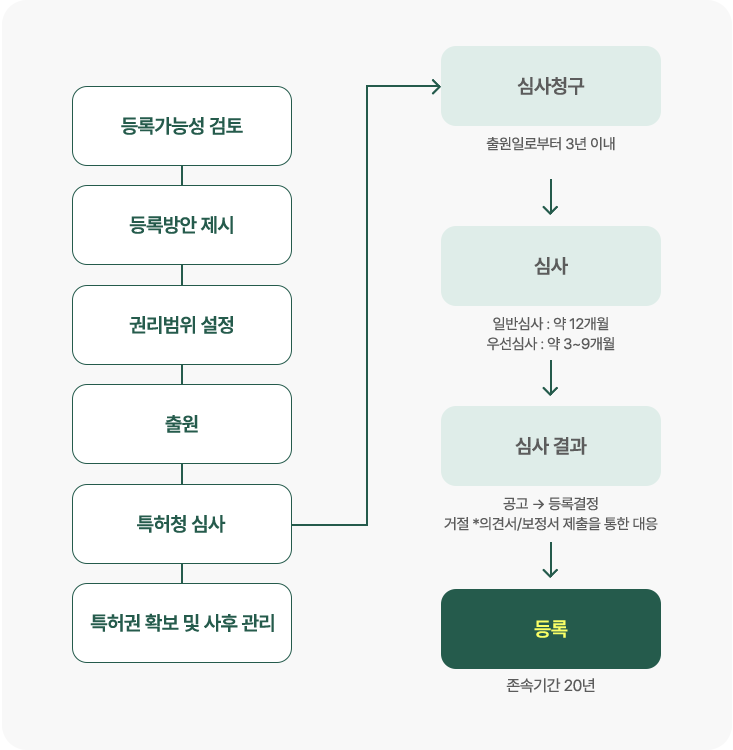 등록가능성 검토
등록방안 제시
권리범위 설정
출원
특허청 심사
특허권 확보 및 사후 관리
심사청구
출원일로부터 3년 이내
심사
일반심사 : 약 12개월
우선심사 : 약 3~9개월
심사 결과
공고 → 등록결정
거절 *의견서/보정서 제출을 통한 대응
등록
존속기간 20년